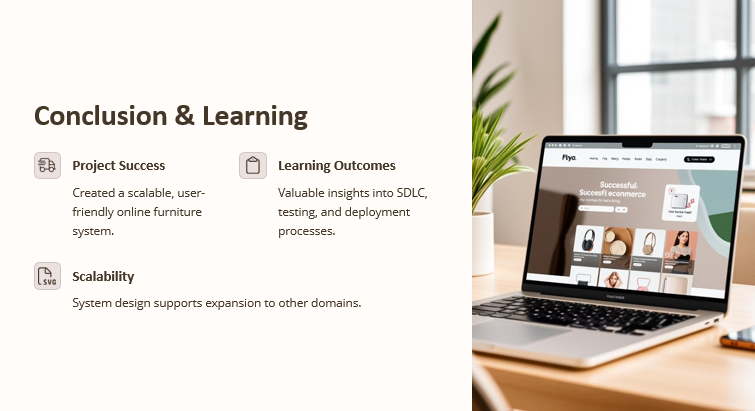 Conclusion & Learning
Project Success
Created a scalable, user-
friendly online furniture
system.
Learning Outcomes
Valuable insights into SDLC,
testing, and deployment
processes.
SVG
Scalability
System design supports expansion to other domains.
Flyo.
Successful
Succesfl ecommerce